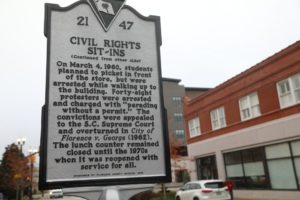 21 47
CIVIL RIGHTS
SIT-INS
(Continued from other side)
On March 4, 1960, students
planned to picket in front
of the store, but were
arrested while walking up to
the building. Forty-eight
protesters were arrested
and charged with "parading
without a permit." The
convictions were appealed
to the S.C. Supreme Court
and overturned in City of
Florence v. George (1962).
The lunch counter remained
closed until the 1970s
when it was reopened with
service for all.